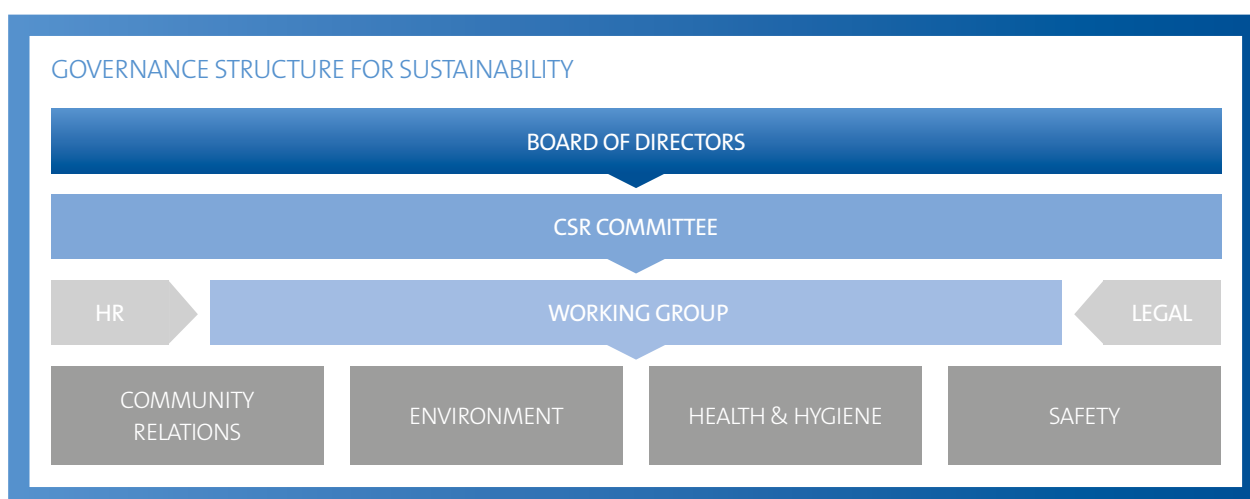 GOVERNANCE STRUCTURE FOR SUSTAINABILITY
BOARD OF DIRECTORS
CSR COMMITTEE
HR
WORKING GROUP
LEGAL
COMMUNITY
RELATIONS
ENVIRONMENT
HEALTH & HYGIENE
SAFETY